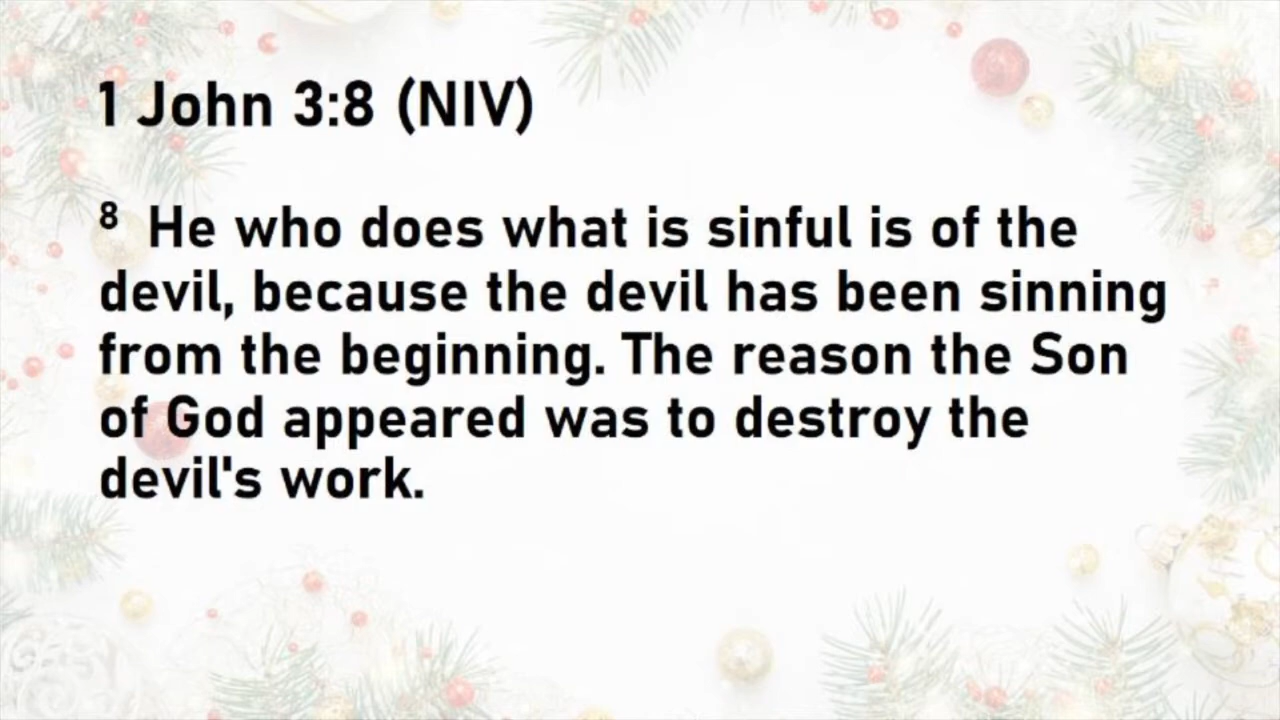 1 John 3:8 (NIV)
8 He who does what is sinful is of the
devil, because the devil has been sinning
from the beginning. The reason the Son
of God appeared was to destroy the
devil's work.